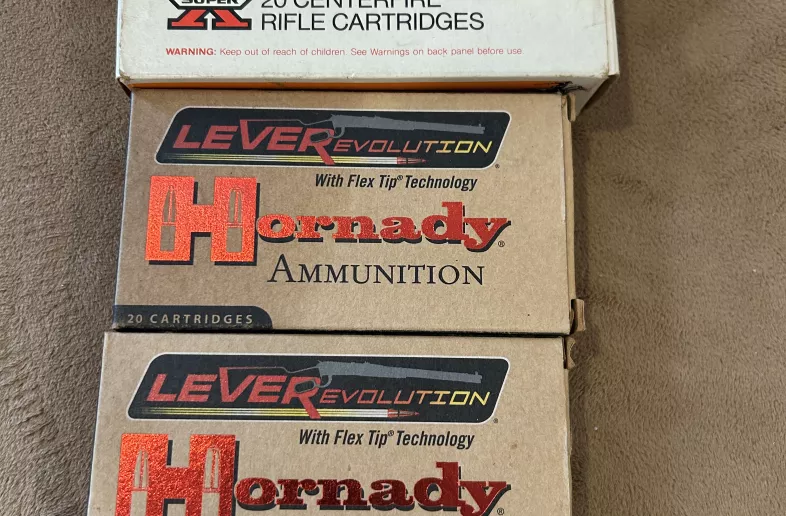 SUPER
X
20 CENTERFIRE
RIFLE CARTRIDGES
WARNING: Keep out of reach of children. See Warnings on back panel before use
LEVEREVOLUTION®
With Flex Tip® Technology
Hornady®
AMMUNITION
20 CARTRIDGES
LEVEREVOLUTION®
With Flex Tip® Technology
Hornady®